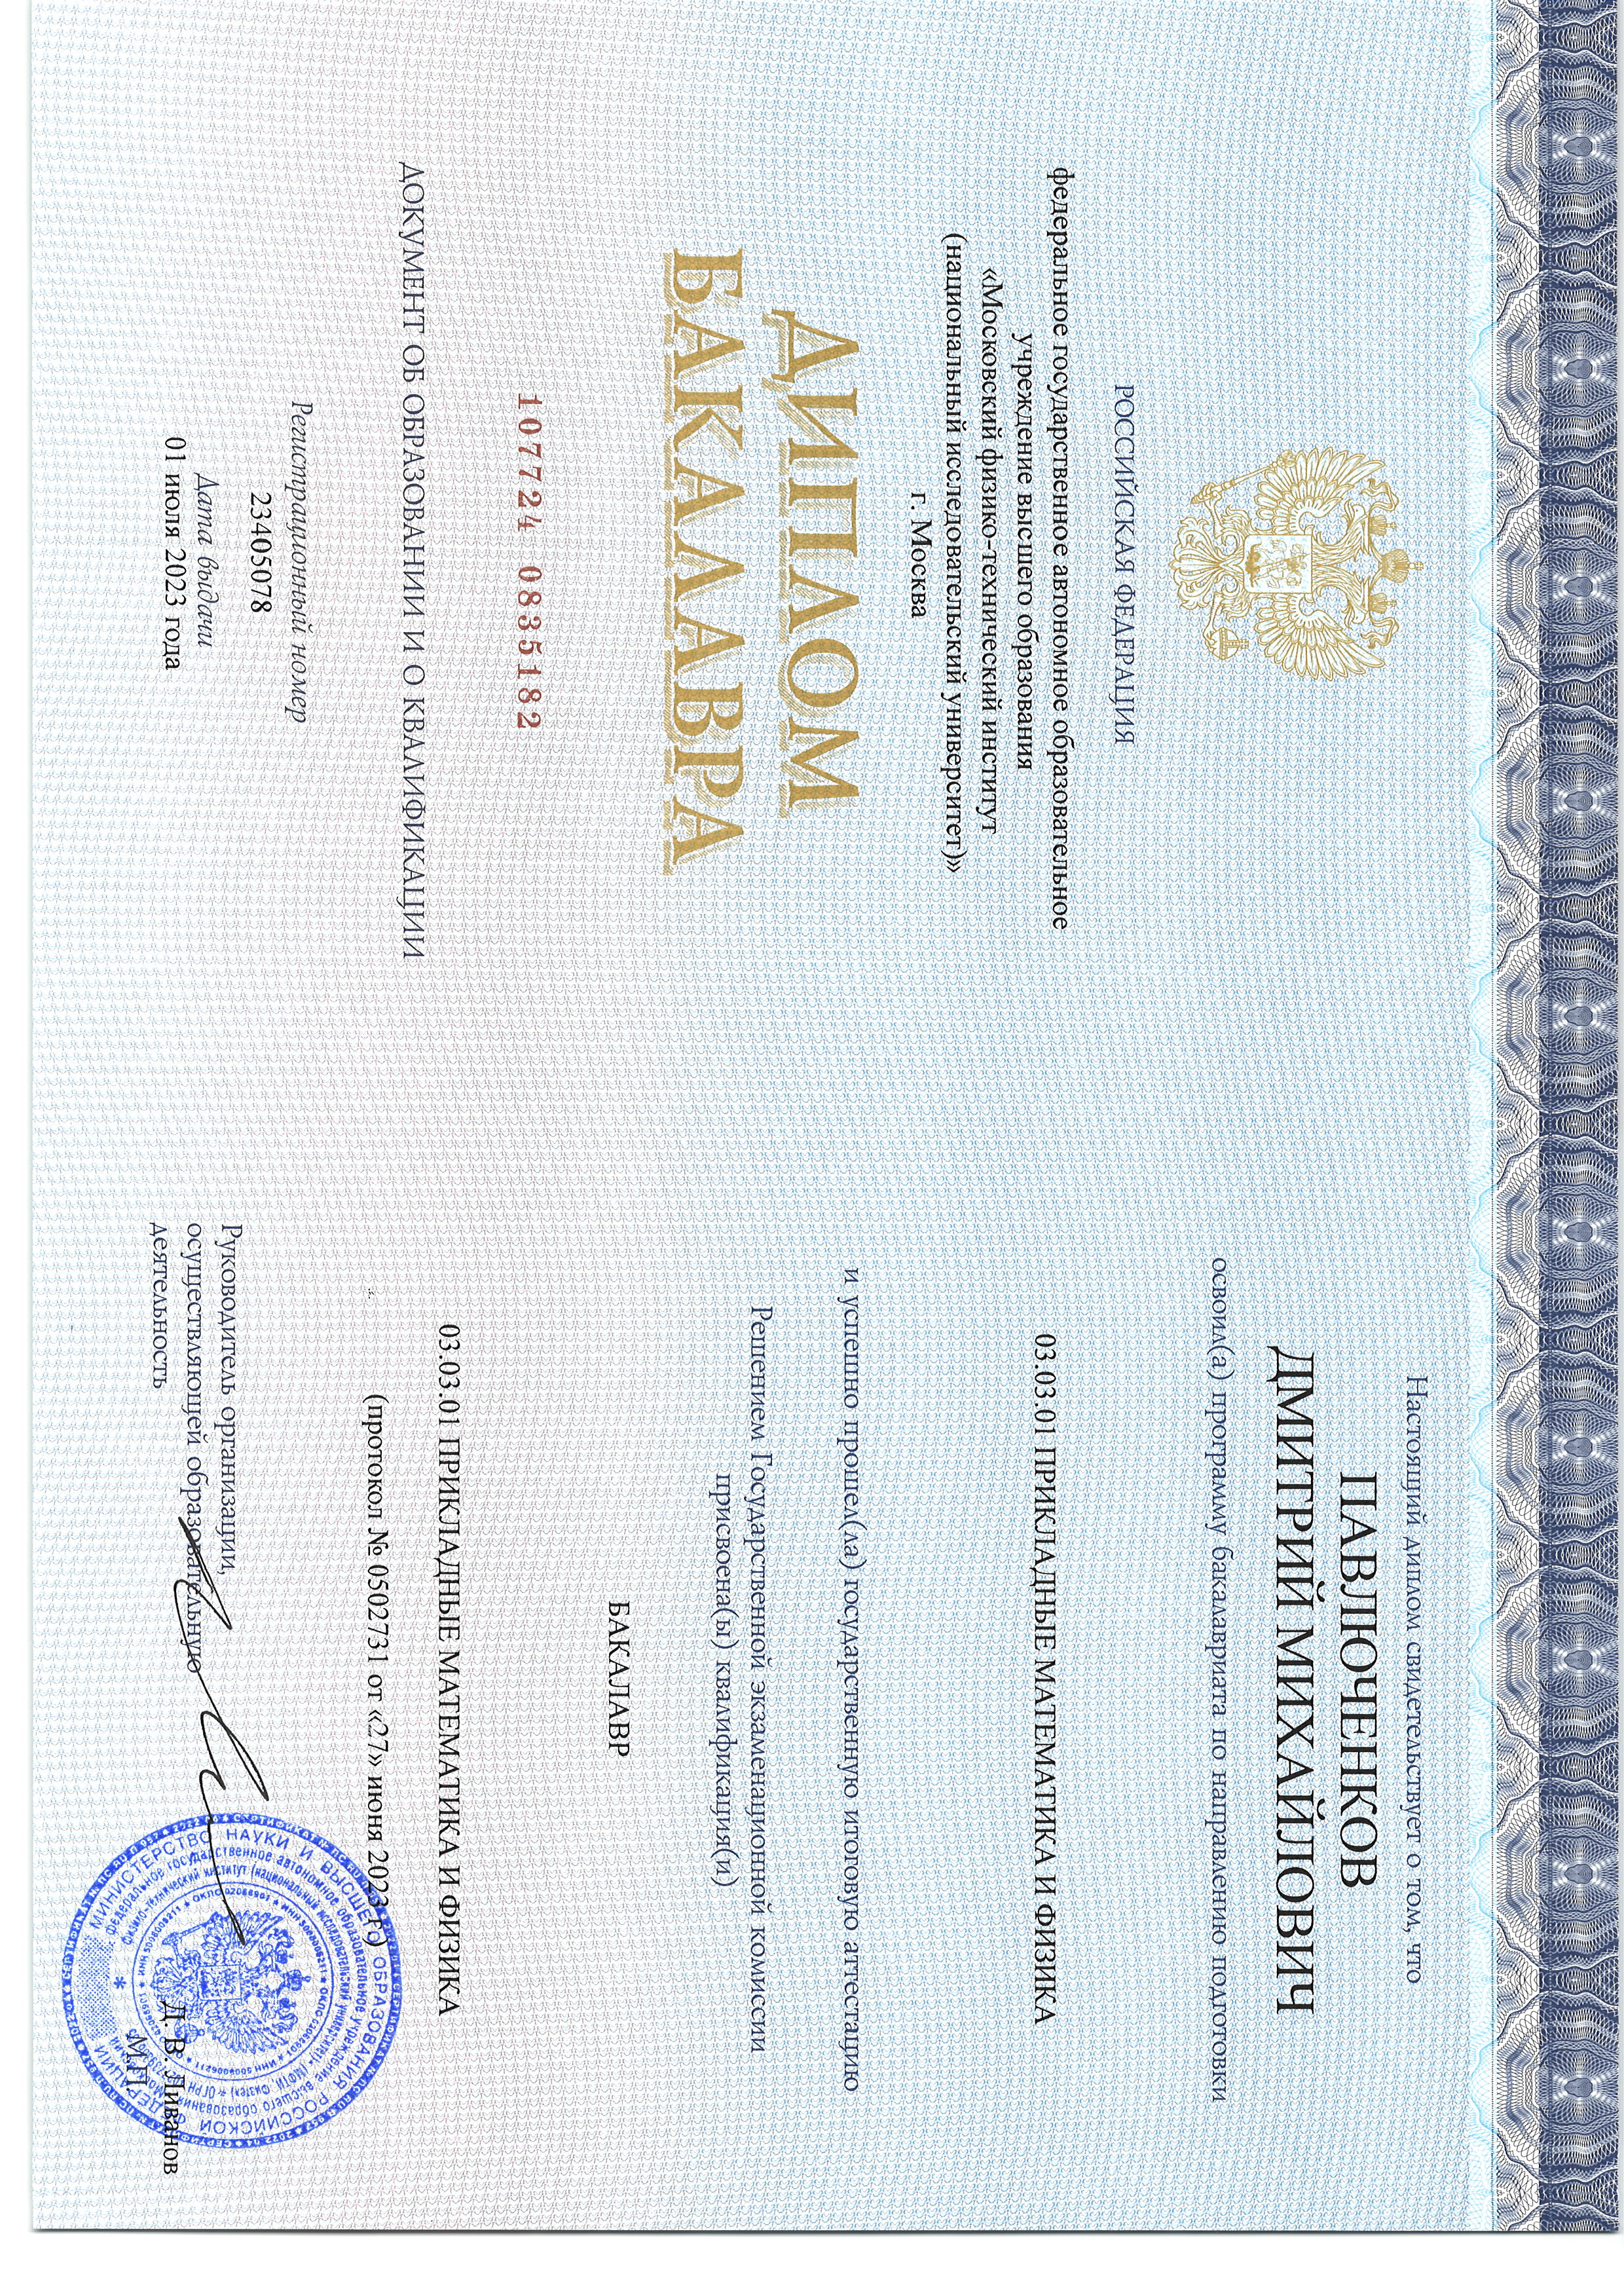 РОССИЙСКАЯ ФЕДЕРАЦИЯ
федеральное государственное автономное образовательное
учреждение высшего образования
«Московский физико-технический институт
(национальный исследовательский университет)»
г. Москва
ДИПЛОМ
БАКАЛАВРА
107724 0835182
ДОКУМЕНТ ОБ ОБРАЗОВАНИИ И О КВАЛИФИКАЦИИ
Регистрационный номер
23405078
Дата выдачи
01 июля 2023 года
Настоящий диплом свидетельствует о том, что
ПАВЛЮЧЕНКОВ
ДМИТРИЙ МИХАЙЛОВИЧ
освоил(а) программу бакалавриата по направлению подготовки
03.03.01 ПРИКЛАДНЫЕ МАТЕМАТИКА И ФИЗИКА
и успешно прошел(ла) государственную итоговую аттестацию
Решением Государственной экзаменационной комиссии
присвоена(ы) квалификация(и)
БАКАЛАВР
03.03.01 ПРИКЛАДНЫЕ МАТЕМАТИКА И ФИЗИКА
(протокол № 0502731 от «27» июня 2023 г.)
Руководитель организации,
осуществляющей образовательную
деятельность
Д. В. Ливанов
М.П.
МИНИСТЕРСТВО НАУКИ И ВЫСШЕГО ОБРАЗОВАНИЯ РОССИЙСКОЙ ФЕДЕРАЦИИ
федеральное государственное автономное образовательное учреждение высшего образования
физико-технический институт (национальный исследовательский университет)